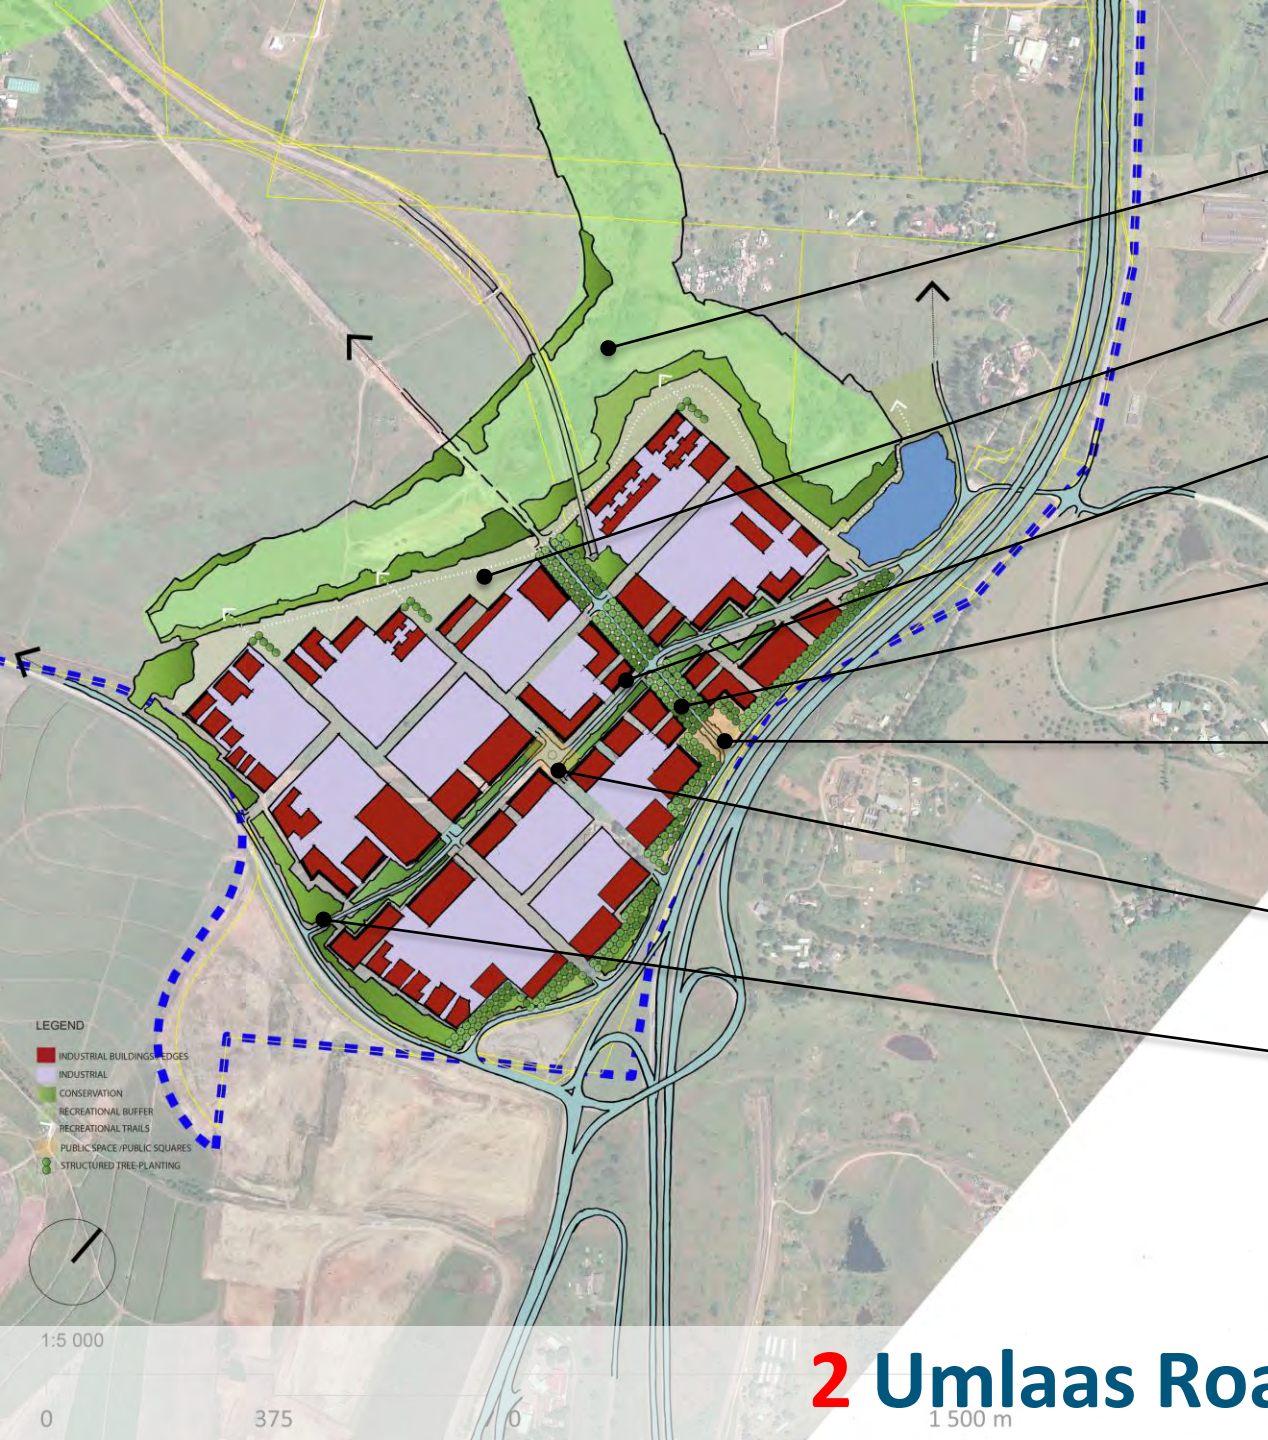 LEGEND
INDUSTRIAL BUILDINGS EDGES
INDUSTRIAL
CONSERVATION
RECREATIONAL BUFFER
RECREATIONAL TRAILS
PUBLIC SPACE /PUBLIC SQUARES
STRUCTURED TREE-PLANTING
1:5 000
2 Umlaas Roa
0 375 0 1 500 m